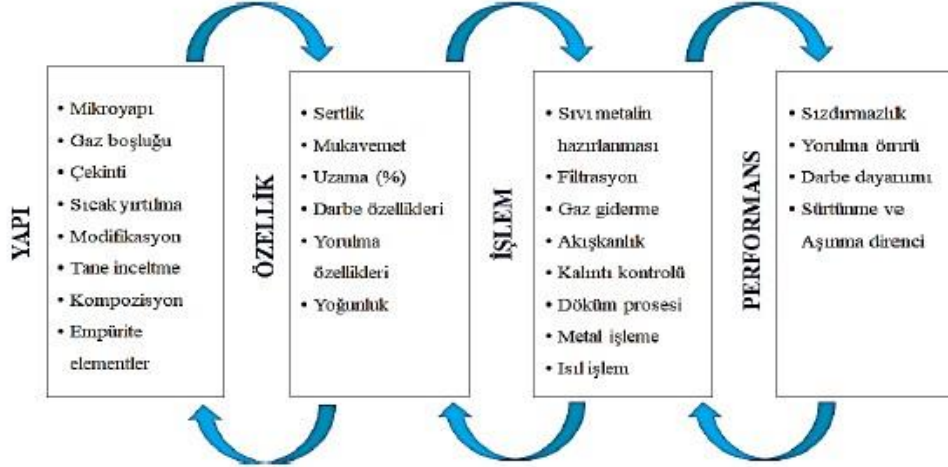 YAPI
• Mikroyapı
• Gaz boşluğu
• Çekinti
• Sıcak yırtılma
• Modifikasyon
• Tane inceltme
• Kompozisyon
• Empürite
elementler
ÖZELLİK
• Sertlik
• Mukavemet
• Uzama (%)
• Darbe özellikleri
• Yorulma
özellikleri
• Yoğunluk
İŞLEM
• Sıvı metalin
hazırlanması
• Filtrasyon
• Gaz giderme
• Akışkanlık
• Kalıntı kontrolü
• Döküm prosesi
• Metal işleme
• Isıl işlem
PERFORMANS
• Sızdırmazlık
• Yorulma ömrü
• Darbe dayanımı
• Sürtünme ve
Aşınma direnci